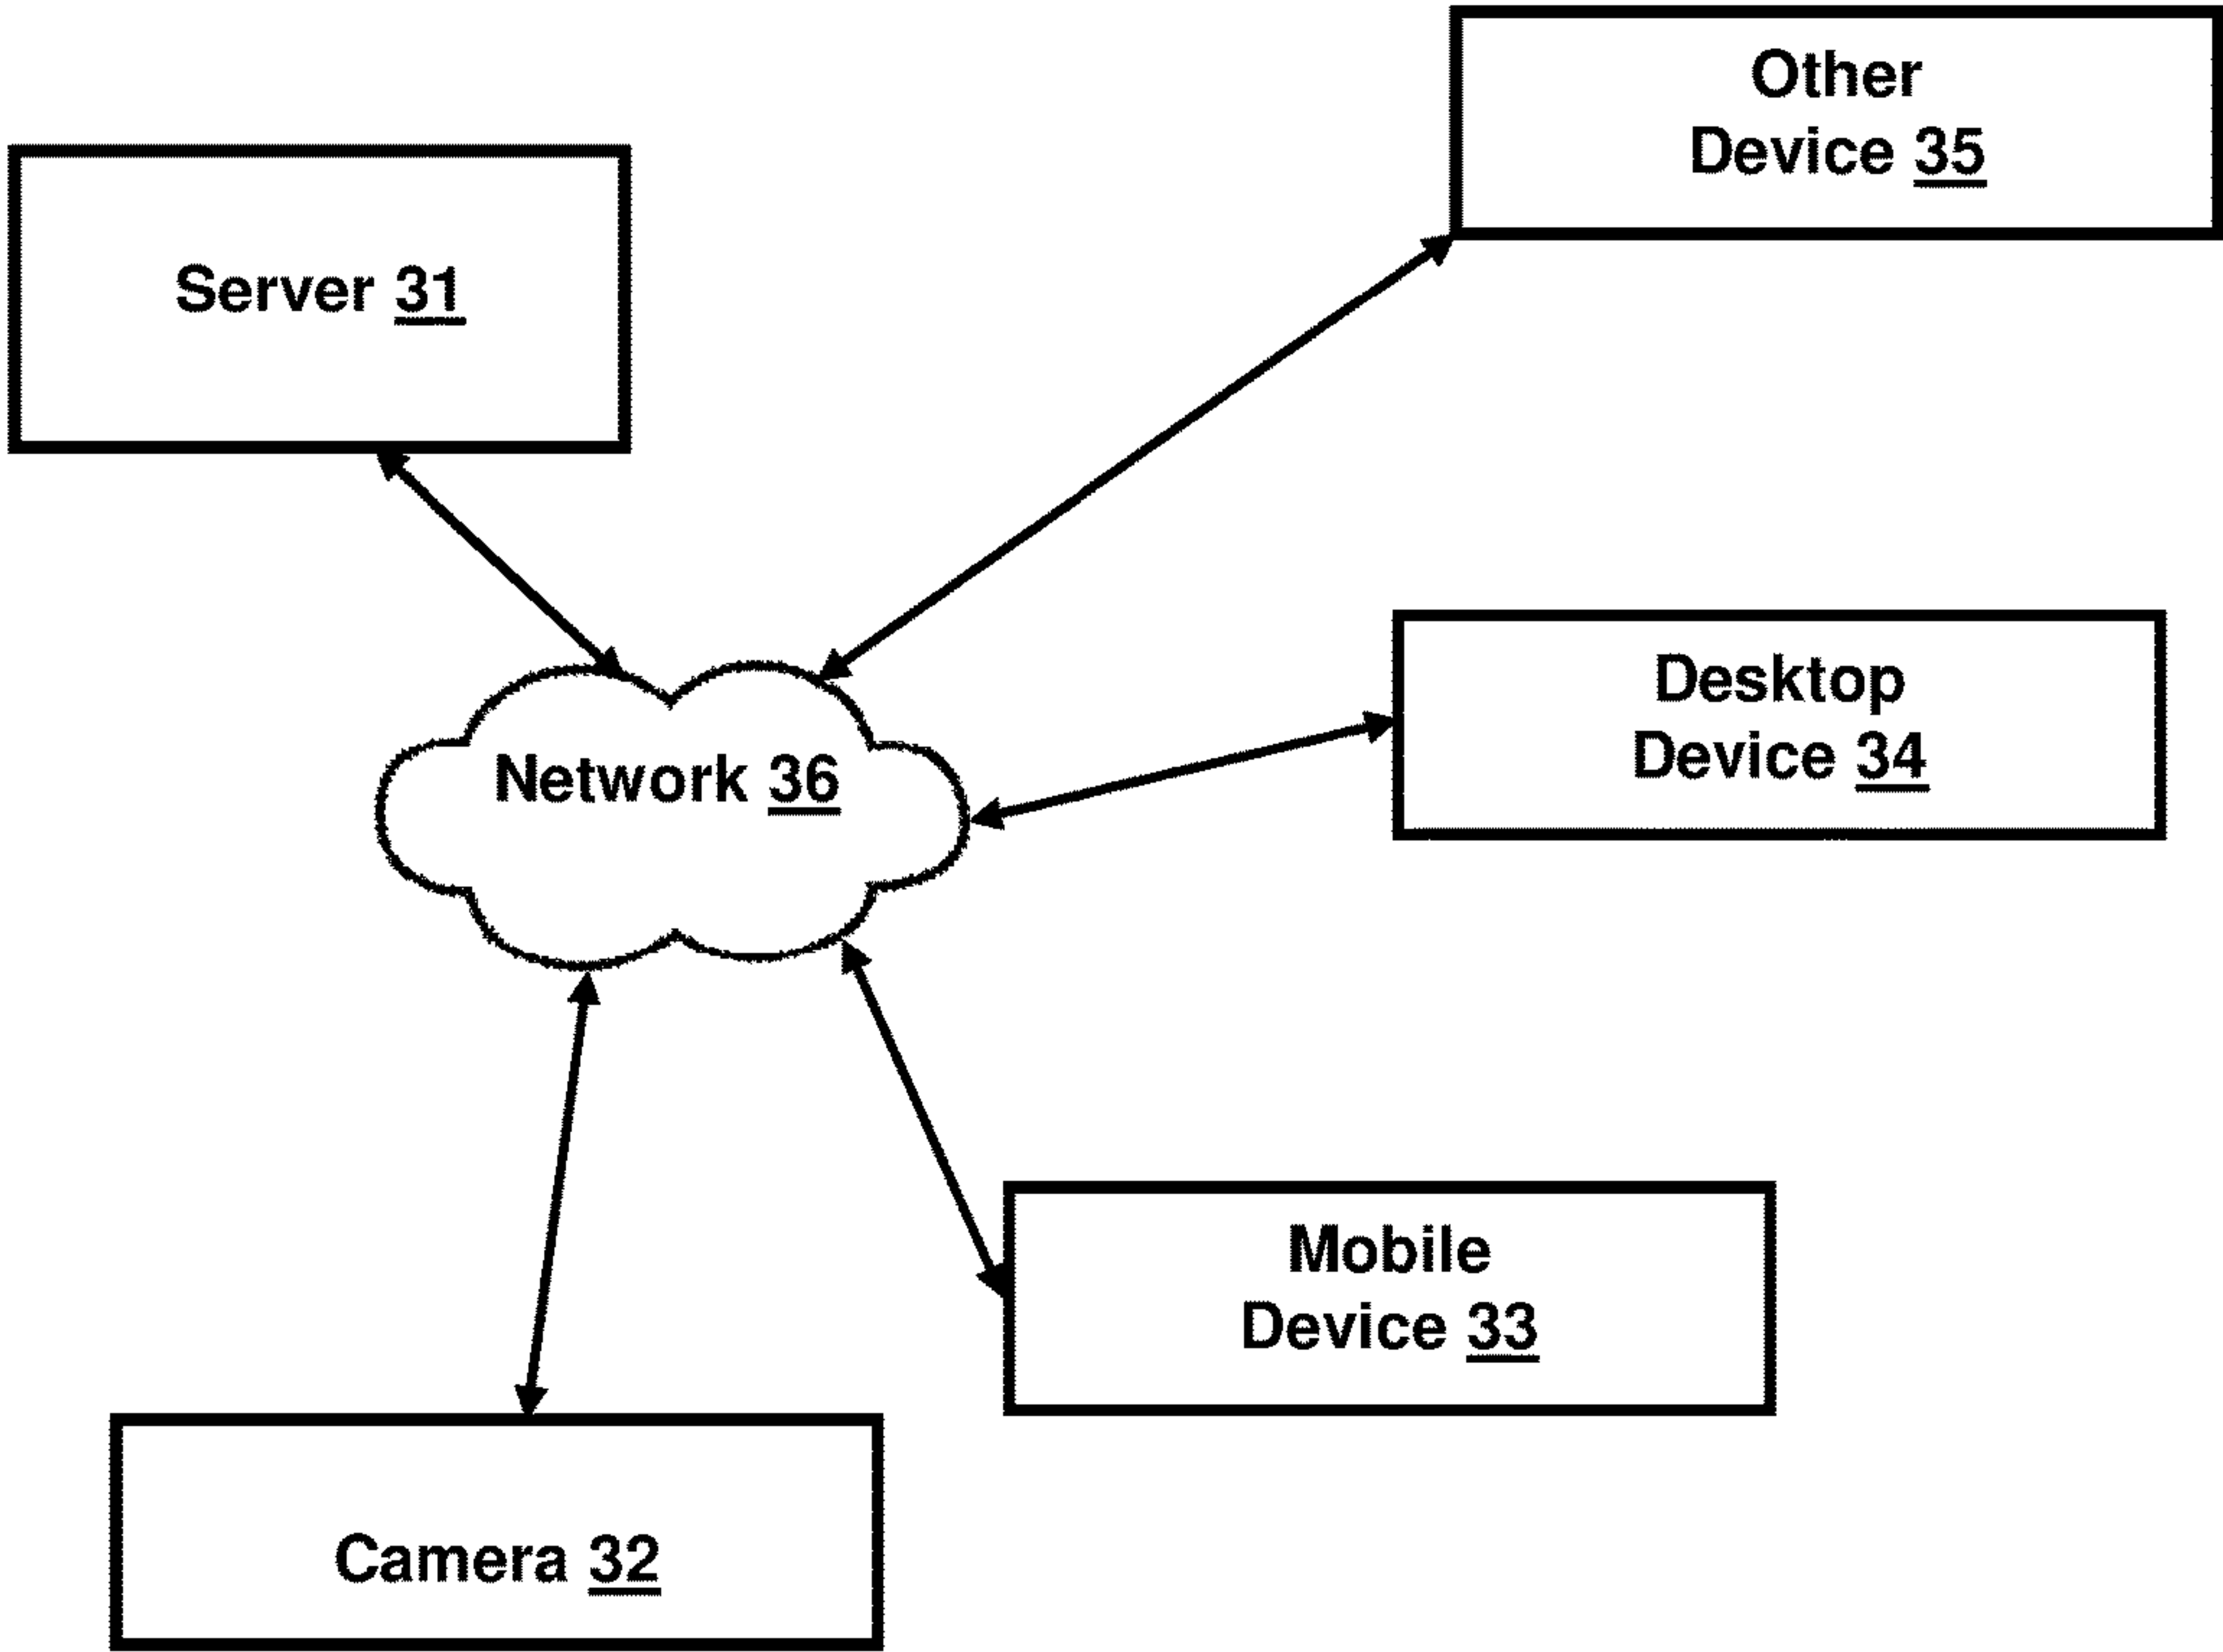 Other
Device 35
Server 31
Desktop
Device 34
Network 36
Mobile
Device 33
Camera 32